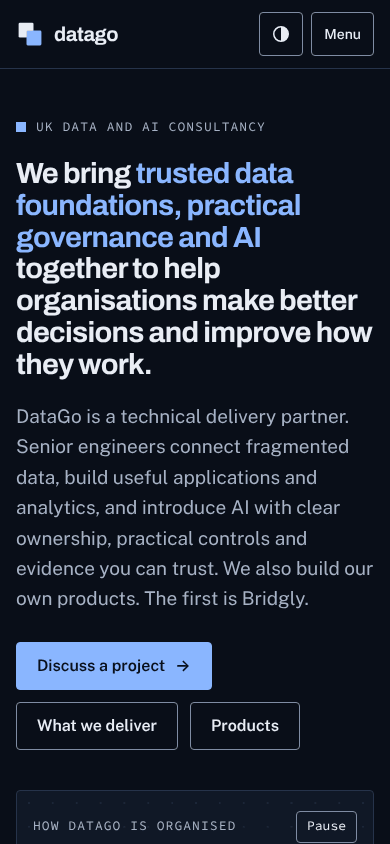 datago
Menu
UK DATA AND AI CONSULTANCY
We bring trusted data
foundations, practical
governance and AI
together to help
organisations make better
decisions and improve how
they work.
DataGo is a technical delivery partner.
Senior engineers connect fragmented
data, build useful applications and
analytics, and introduce AI with clear
ownership, practical controls and
evidence you can trust. We also build our
own products. The first is Bridgly.
Discuss a project →
What we deliver
Products
HOW DATAGO IS ORGANISED
Pause